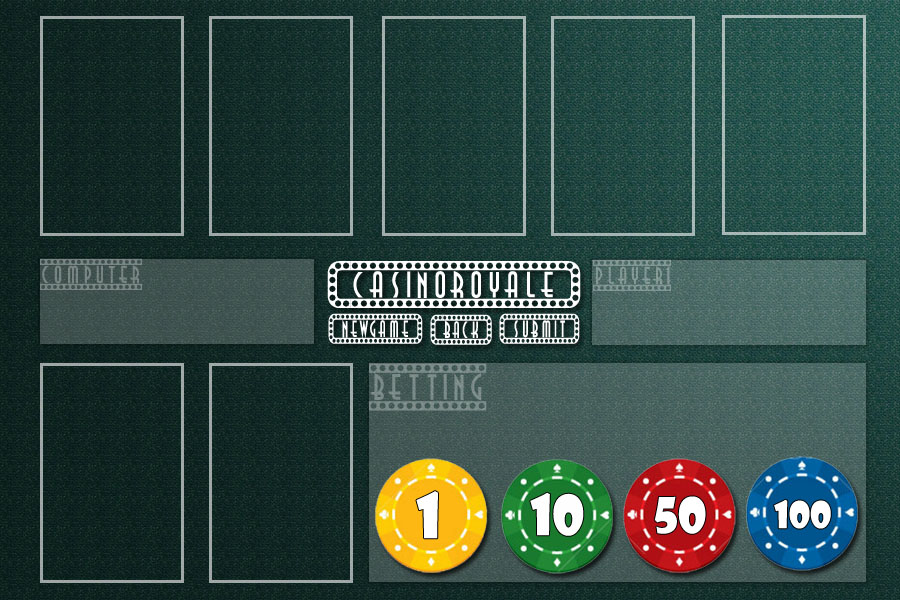 COMPUTER
CASINOROYALE
PLAYER1
NEWGAME
BACK
SUBMIT
BETTING
1
10
50
100